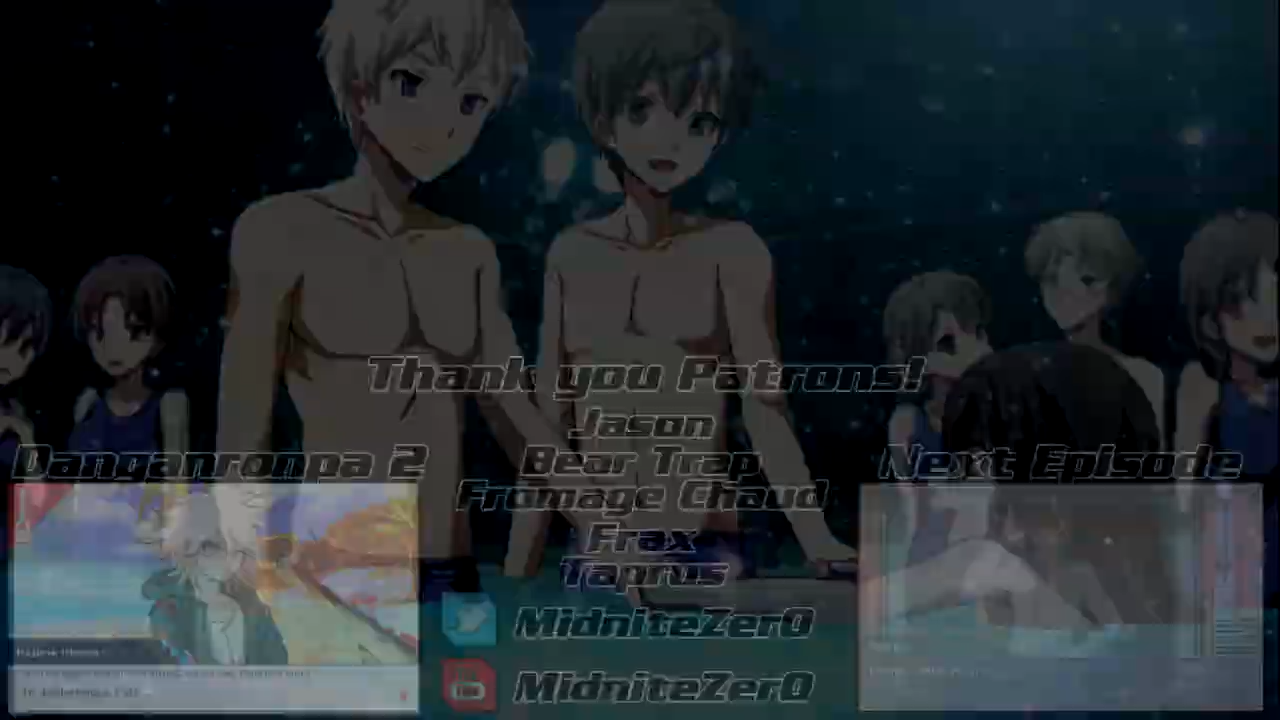 Thank you Patrons!
Jason
Bear Trap
Fromage Chaud
Frax
Taprus
Danganronpa 2
Next Episode
MidniteZer0
MidniteZer0